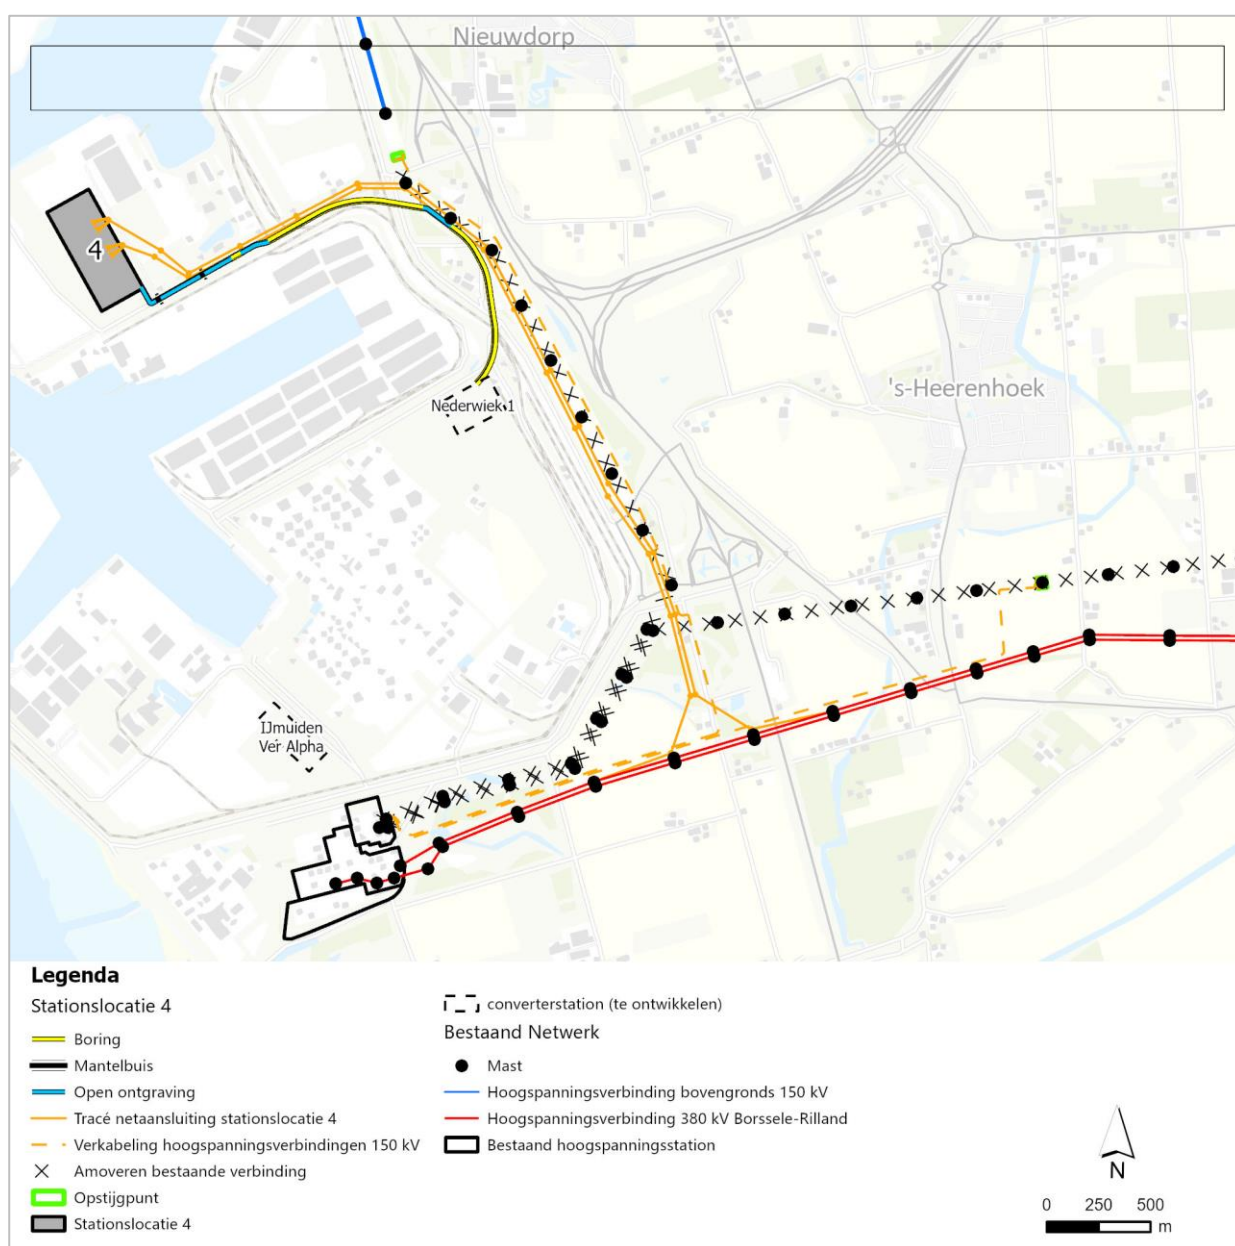 Nieuwdorp
4
Nederwiek 1
's-Heerenhoek
IJmuiden
Ver Alpha
Legenda
Stationslocatie 4
Boring
Mantelbuis
Open ontgraving
Tracé netaansluiting stationslocatie 4
Verkabeling hoogspanningsverbindingen 150 kV
Amoveren bestaande verbinding
Opstijgpunt
Stationslocatie 4
converterstation (te ontwikkelen)
Bestaand Netwerk
Mast
Hoogspanningsverbinding bovengronds 150 kV
Hoogspanningsverbinding 380 kV Borssele-Rilland
Bestaand hoogspanningsstation
N
0 250 500
m